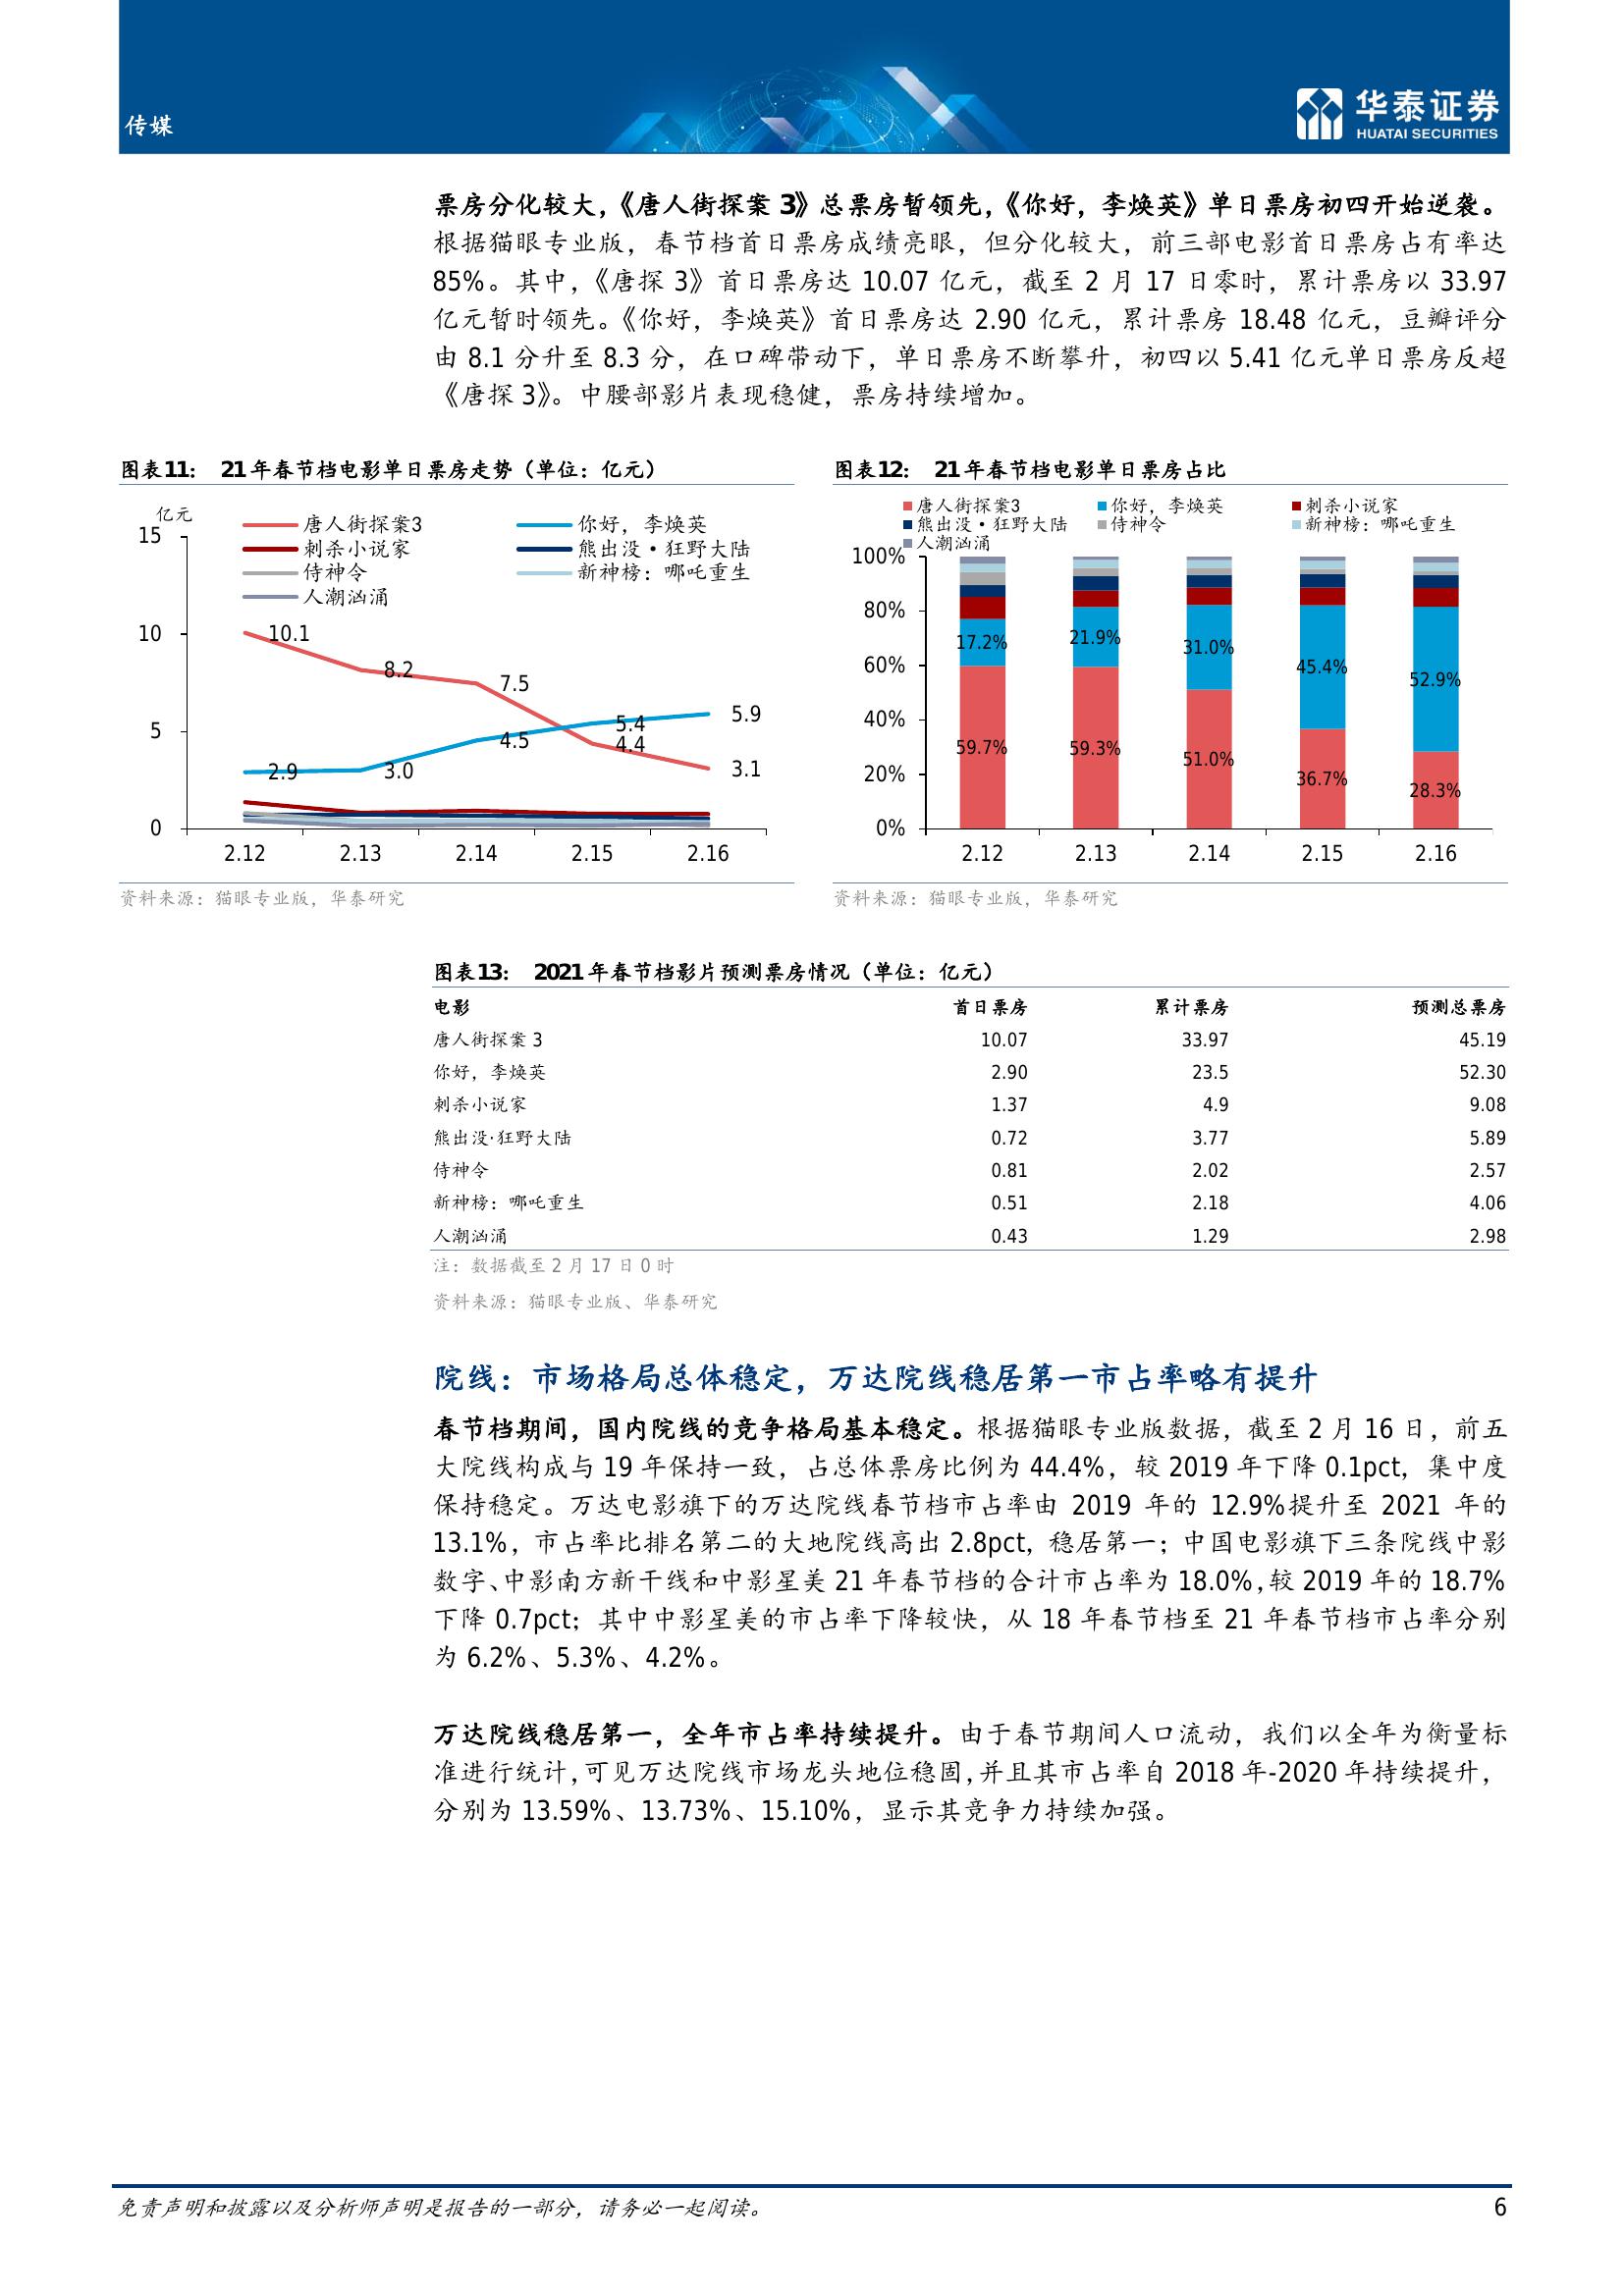 传媒
华泰证券
HUATAI SECURITIES
票房分化较大，《唐人街探案 3》总票房暂领先，《你好，李焕英》单日票房初四开始逆袭。
根据猫眼专业版，春节档首日票房成绩亮眼，但分化较大，前三部电影首日票房占有率达
85%。其中，《唐探 3》首日票房达 10.07 亿元，截至 2 月 17 日零时，累计票房以 33.97
亿元暂时领先。《你好，李焕英》首日票房达 2.90 亿元，累计票房 18.48 亿元，豆瓣评分
由 8.1 分升至 8.3 分，在口碑带动下，单日票房不断攀升，初四以 5.41 亿元单日票房反超
《唐探 3》。中腰部影片表现稳健，票房持续增加。
图表11： 21 年春节档电影单日票房走势（单位：亿元）
亿元
唐人街探案3 你好，李焕英
刺杀小说家 熊出没·狂野大陆
侍神令 新神榜：哪吒重生
人潮汹涌
15
10
5
0
10.1
8.2
7.5
4.4
3.1
2.9
3.0
4.5
5.4
5.9
2.12 2.13 2.14 2.15 2.16
资料来源：猫眼专业版，华泰研究
图表12： 21 年春节档电影单日票房占比
唐人街探案3 你好，李焕英 刺杀小说家
熊出没·狂野大陆 侍神令 新神榜：哪吒重生
人潮汹涌
100%
80%
60%
40%
20%
0%
17.2% 21.9% 31.0% 45.4% 52.9%
59.7% 59.3% 51.0% 36.7% 28.3%
2.12 2.13 2.14 2.15 2.16
资料来源：猫眼专业版，华泰研究
图表13： 2021 年春节档影片预测票房情况（单位：亿元）
电影 首日票房 累计票房 预测总票房
唐人街探案 3 10.07 33.97 45.19
你好，李焕英 2.90 23.5 52.30
刺杀小说家 1.37 4.9 9.08
熊出没·狂野大陆 0.72 3.77 5.89
侍神令 0.81 2.02 2.57
新神榜：哪吒重生 0.51 2.18 4.06
人潮汹涌 0.43 1.29 2.98
注：数据截至 2 月 17 日 0 时
资料来源：猫眼专业版、华泰研究
院线：市场格局总体稳定，万达院线稳居第一市占率略有提升
春节档期间，国内院线的竞争格局基本稳定。根据猫眼专业版数据，截至 2 月 16 日，前五
大院线构成与 19 年保持一致，占总体票房比例为 44.4%，较 2019 年下降 0.1pct，集中度
保持稳定。万达电影旗下的万达院线春节档市占率由 2019 年的 12.9%提升至 2021 年的
13.1%，市占率比排名第二的大地院线高出 2.8pct，稳居第一；中国电影旗下三条院线中影
数字、中影南方新干线和中影星美 21 年春节档的合计市占率为 18.0%，较 2019 年的 18.7%
下降 0.7pct；其中中影星美的市占率下降较快，从 18 年春节档至 21 年春节档市占率分别
为 6.2%、5.3%、4.2%。
万达院线稳居第一，全年市占率持续提升。由于春节期间人口流动，我们以全年为衡量标
准进行统计，可见万达院线市场龙头地位稳固，并且其市占率自 2018 年-2020 年持续提升，
分别为 13.59%、13.73%、15.10%，显示其竞争力持续加强。
免责声明和披露以及分析师声明是报告的一部分，请务必一起阅读。
6